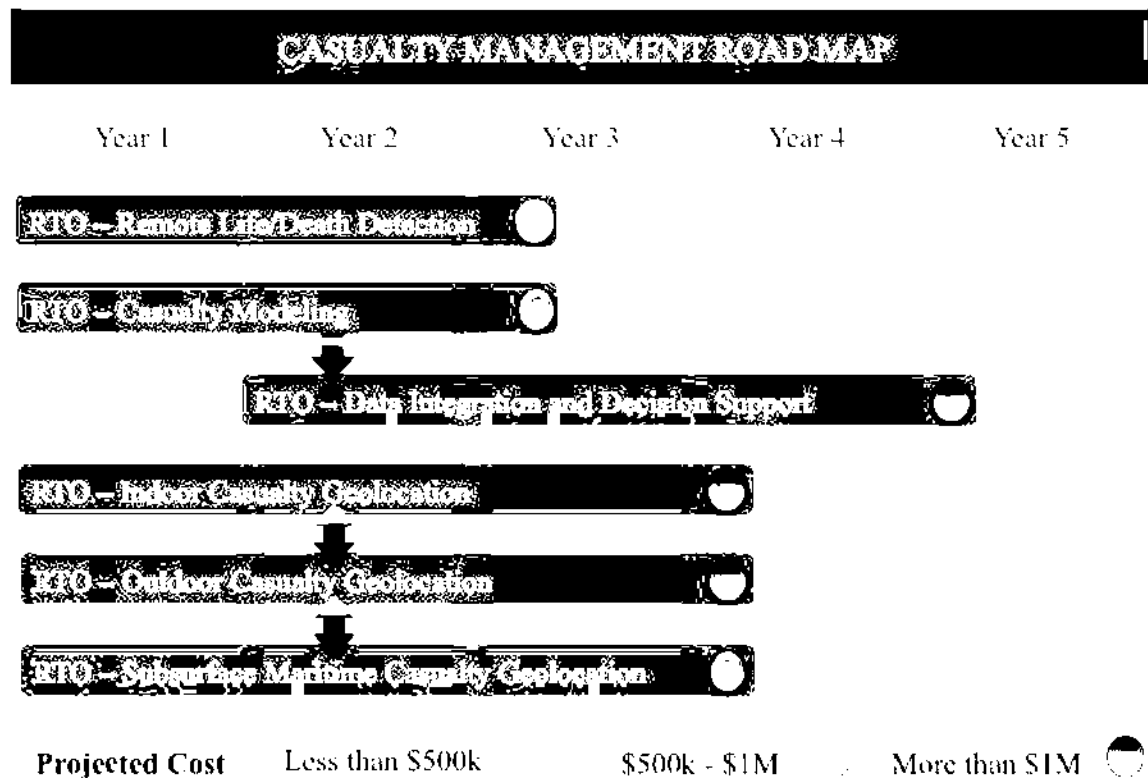 CASUALTY MANAGEMENT ROAD MAP
Year 1 Year 2 Year 3 Year 4 Year 5
RTO – Remote Life/Death Detection
RTO – Casualty Modeling
RTO – Data Integration and Decision Support
RTO – Indoor Casualty Geolocation
RTO – Outdoor Casualty Geolocation
RTO – Subsurface Maritime Casualty Geolocation
Projected Cost Less than $500k $500k - $1M More than $1M